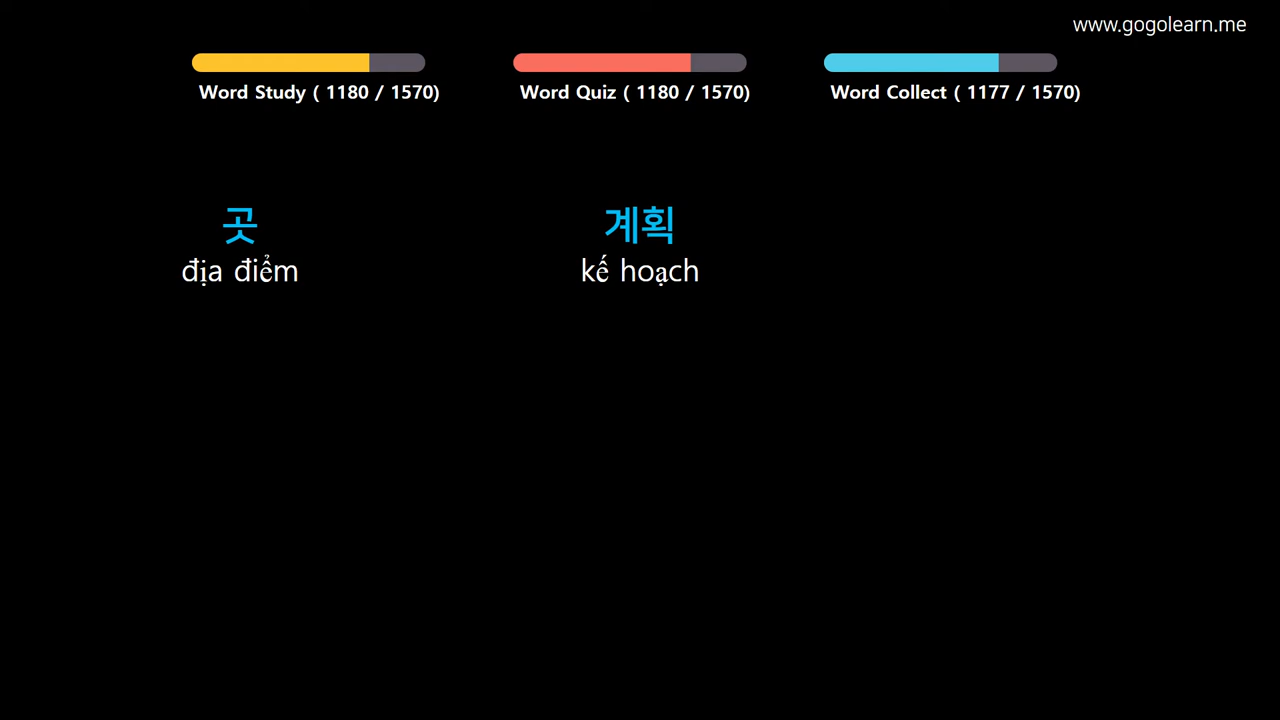 www.gogolearn.me
Word Study ( 1180 / 1570)
Word Quiz ( 1180 / 1570)
Word Collect ( 1177 / 1570)
곳
địa điểm
계획
kế hoạch